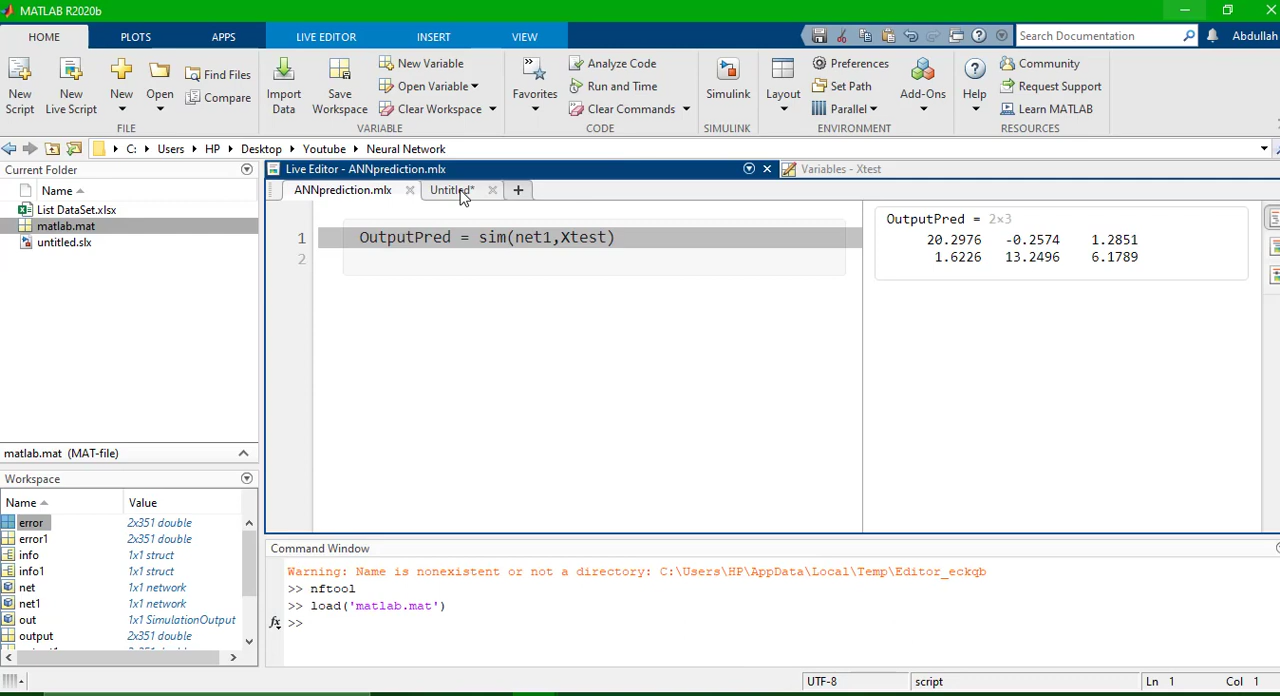 MATLAB R2020b
HOME PLOTS APPS LIVE EDITOR INSERT VIEW
Search Documentation
Abdullah
New Script
New Live Script
New
Open
Find Files
Compare
Import Data
Save Workspace
New Variable
Open Variable
Clear Workspace
Favorites
Analyze Code
Run and Time
Clear Commands
Simulink
Layout
Preferences
Set Path
Parallel
Add-Ons
Help
Community
Request Support
Learn MATLAB
FILE VARIABLE CODE SIMULINK ENVIRONMENT RESOURCES
C: Users HP Desktop Youtube Neural Network
Current Folder
Name
List DataSet.xlsx
matlab.mat
untitled.slx
matlab.mat (MAT-file)
Workspace
Name Value
error 2x351 double
error1 2x351 double
info 1x1 struct
info1 1x1 struct
net 1x1 network
net1 1x1 network
out 1x1 SimulationOutput
output 2x351 double
Live Editor - ANNprediction.mlx
Variables - Xtest
ANNprediction.mlx
Untitled*
1 OutputPred = sim(net1,Xtest)
2
OutputPred = 2×3
20.2976 -0.2574 1.2851
1.6226 13.2496 6.1789
Command Window
Warning: Name is nonexistent or not a directory: C:\Users\HP\AppData\Local\Temp\Editor_eckqb
>> nftool
>> load('matlab.mat')
fx >>
UTF-8 script Ln 1 Col 1